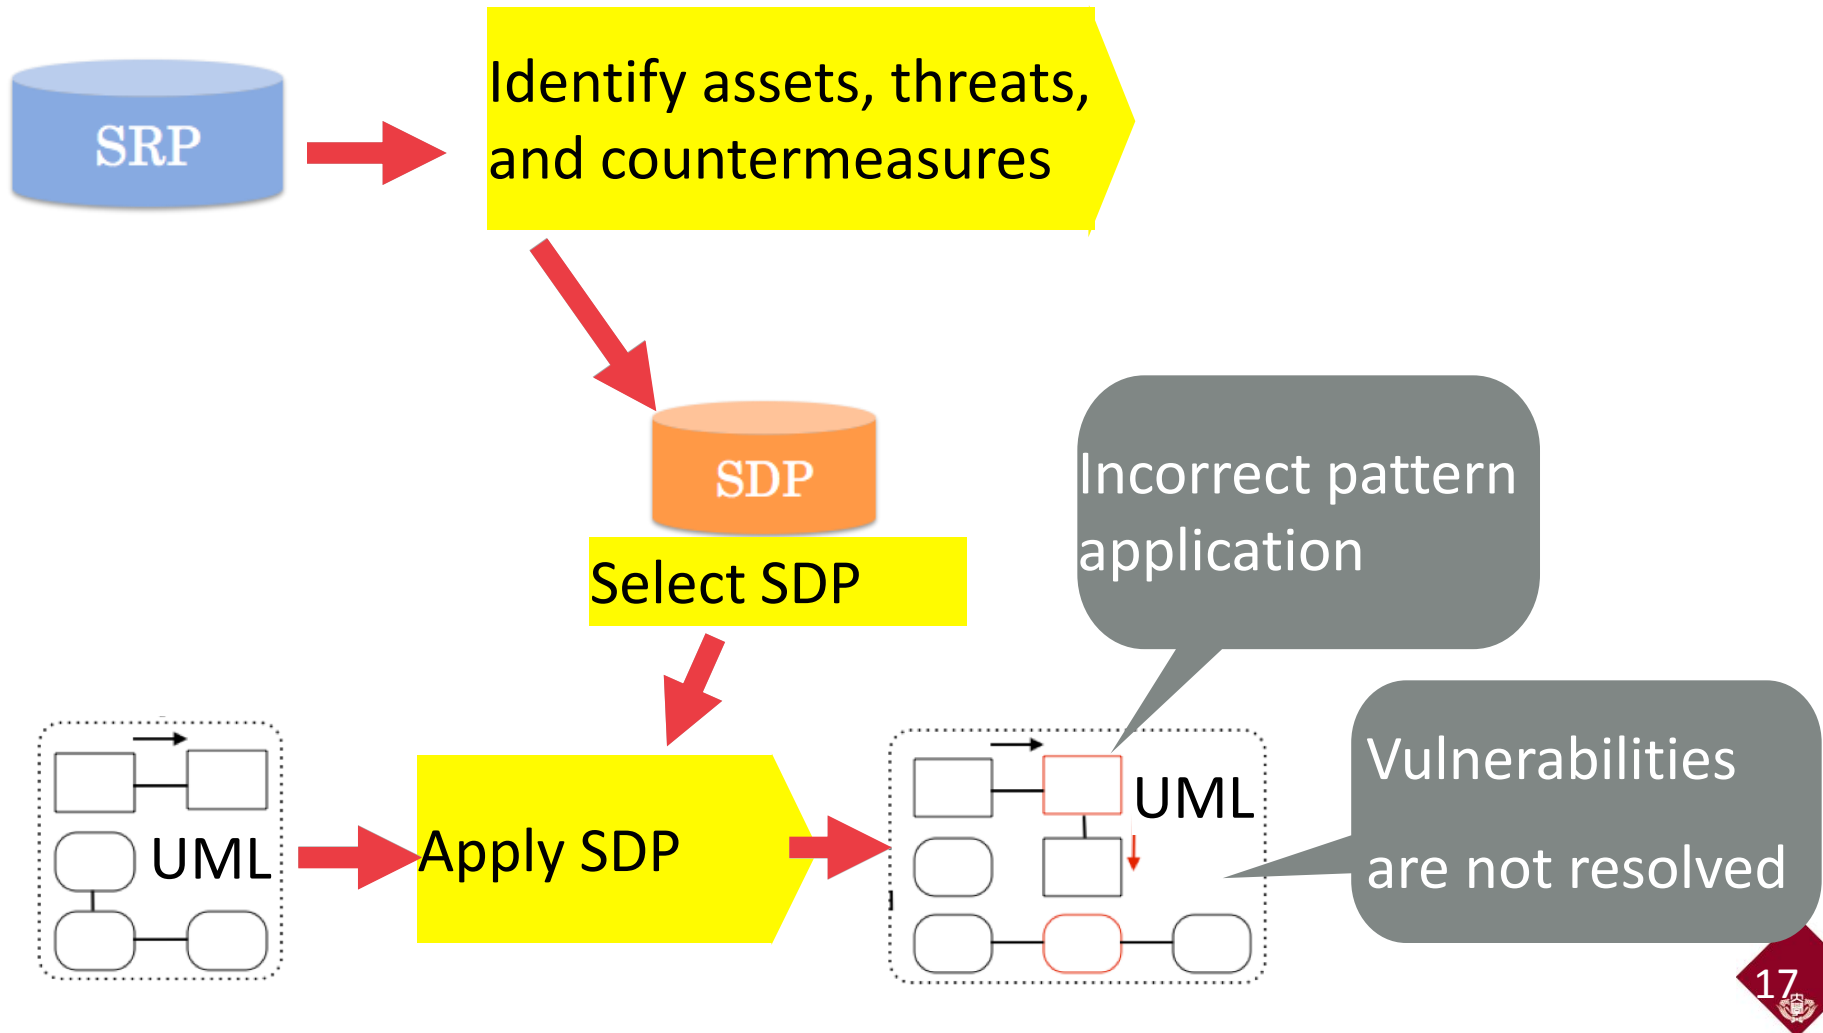 SRP
Identify assets, threats,
and countermeasures
SDP
Select SDP
Incorrect pattern
application
UML
Apply SDP
UML
Vulnerabilities
are not resolved
17